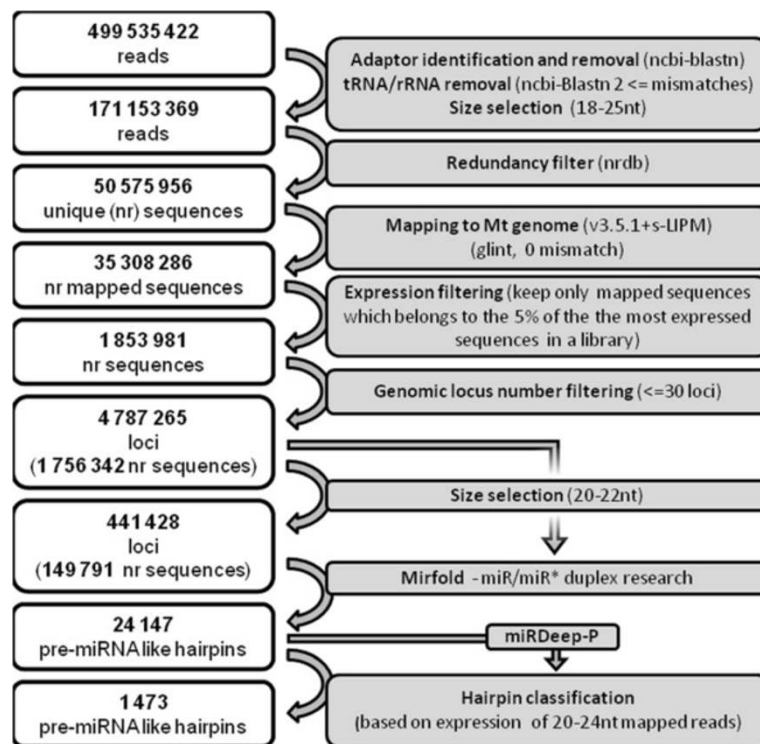 499 535 422
reads
Adaptor identification and removal (ncbi-blastn)
tRNA/rRNA removal (ncbi-Blastn 2 <= mismatches)
Size selection (18-25nt)
171 153 369
reads
Redundancy filter (nrdb)
50 575 956
unique (nr) sequences
Mapping to Mt genome (v3.5.1+s-LIPM)
(glint, 0 mismatch)
35 308 286
nr mapped sequences
Expression filtering (keep only mapped sequences
which belongs to the 5% of the the most expressed
sequences in a library)
1 853 981
nr sequences
Genomic locus number filtering (<=30 loci)
4 787 265
loci
(1 756 342 nr sequences)
Size selection (20-22nt)
441 428
loci
(149 791 nr sequences)
Mirfold - miR/miR* duplex research
24 147
pre-miRNA like hairpins
miRDeep-P
1 473
pre-miRNA like hairpins
Hairpin classification
(based on expression of 20-24nt mapped reads)